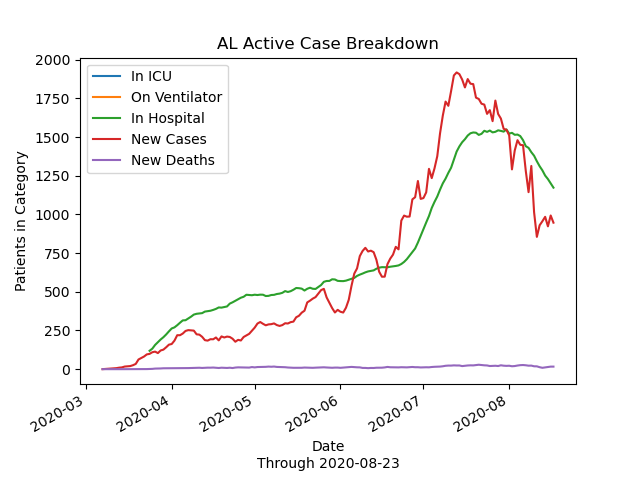 AL Active Case Breakdown
In ICU
On Ventilator
In Hospital
New Cases
New Deaths
Patients in Category
2000
1750
1500
1250
1000
750
500
250
0
2020-03
2020-04
2020-05
2020-06
2020-07
2020-08
Date
Through 2020-08-23